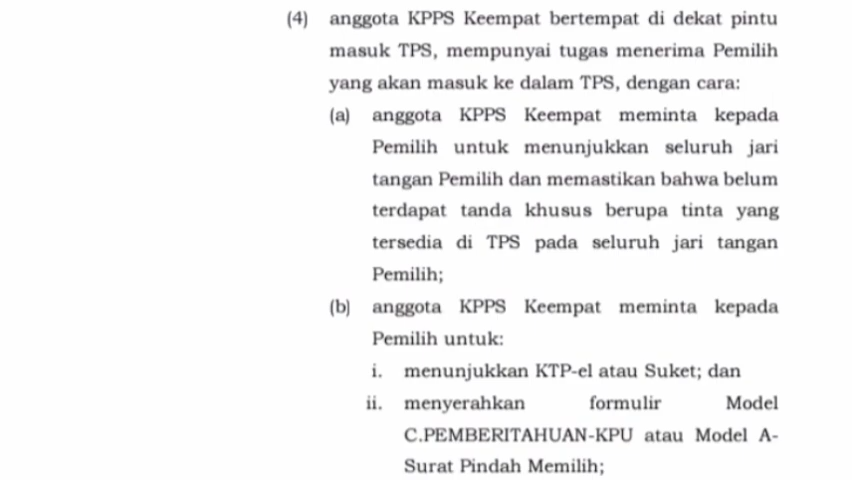 (4) anggota KPPS Keempat bertempat di dekat pintu
masuk TPS, mempunyai tugas menerima Pemilih
yang akan masuk ke dalam TPS, dengan cara:
(a) anggota KPPS Keempat meminta kepada
Pemilih untuk menunjukkan seluruh jari
tangan Pemilih dan memastikan bahwa belum
terdapat tanda khusus berupa tinta yang
tersedia di TPS pada seluruh jari tangan
Pemilih;
(b) anggota KPPS Keempat meminta kepada
Pemilih untuk:
i. menunjukkan KTP-el atau Suket; dan
ii. menyerahkan formulir Model
C.PEMBERITAHUAN-KPU atau Model A-
Surat Pindah Memilih;